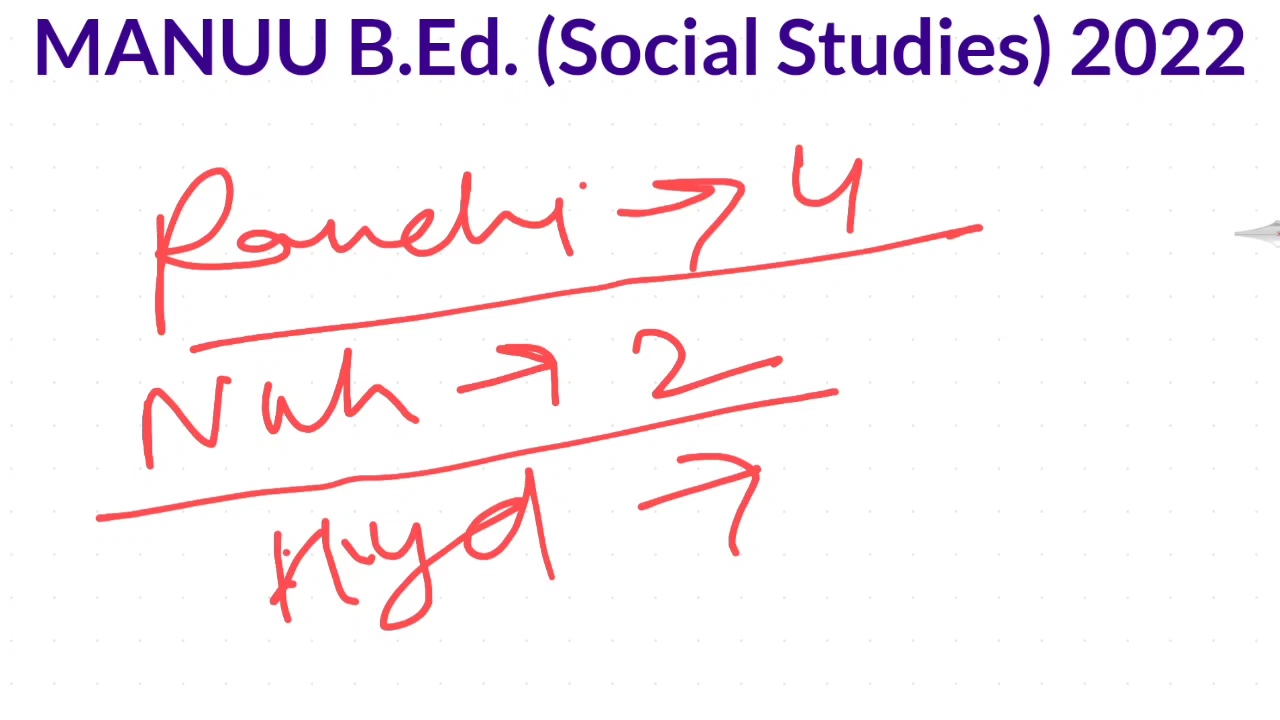 MANUU B.Ed. (Social Studies) 2022
Ranchi → 4
Nuh → 2
Hyd →